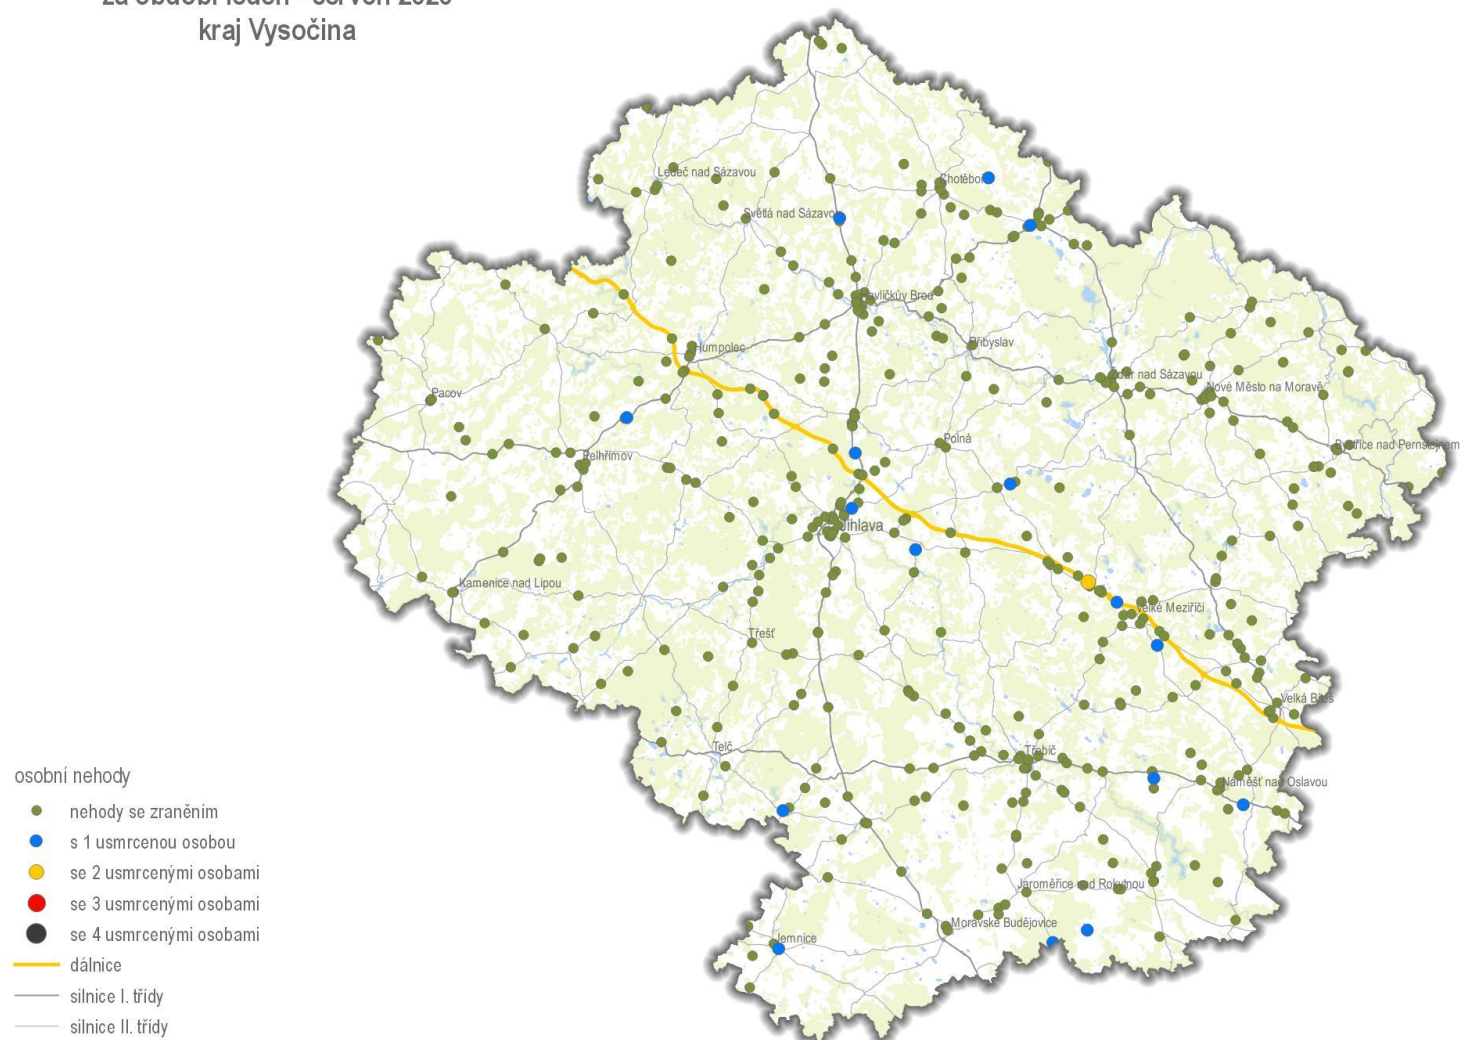 za období leden - červen 2023
kraj Vysočina
Ledeč nad Sázavou
Chotěboř
Světlá nad Sázavou
Havlíčkův Brod
Humpolec
Přibyslav
Žďár nad Sázavou
Nové Město na Moravě
Pacov
Polná
Bystřice nad Pernštejnem
Pelhřimov
Jihlava
Kamenice nad Lipou
Velké Meziříčí
Třešť
Velká Bíteš
Telč
Třebíč
Náměšť nad Oslavou
Jaroměřice nad Rokytnou
Moravské Budějovice
Jemnice
osobní nehody
nehody se zraněním
s 1 usmrcenou osobou
se 2 usmrcenými osobami
se 3 usmrcenými osobami
se 4 usmrcenými osobami
dálnice
silnice I. třídy
silnice II. třídy